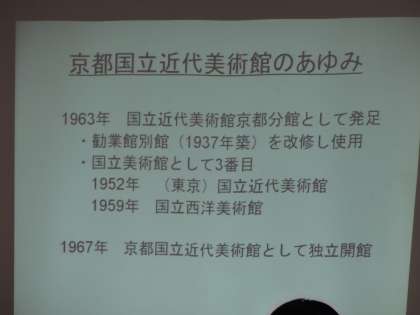 京都国立近代美術館のあゆみ
1963年　国立近代美術館京都分館として発足
・勧業館別館（1937年築）を改修し使用
・国立美術館として3番目
1952年　（東京）国立近代美術館
1959年　国立西洋美術館
1967年　京都国立近代美術館として独立開館